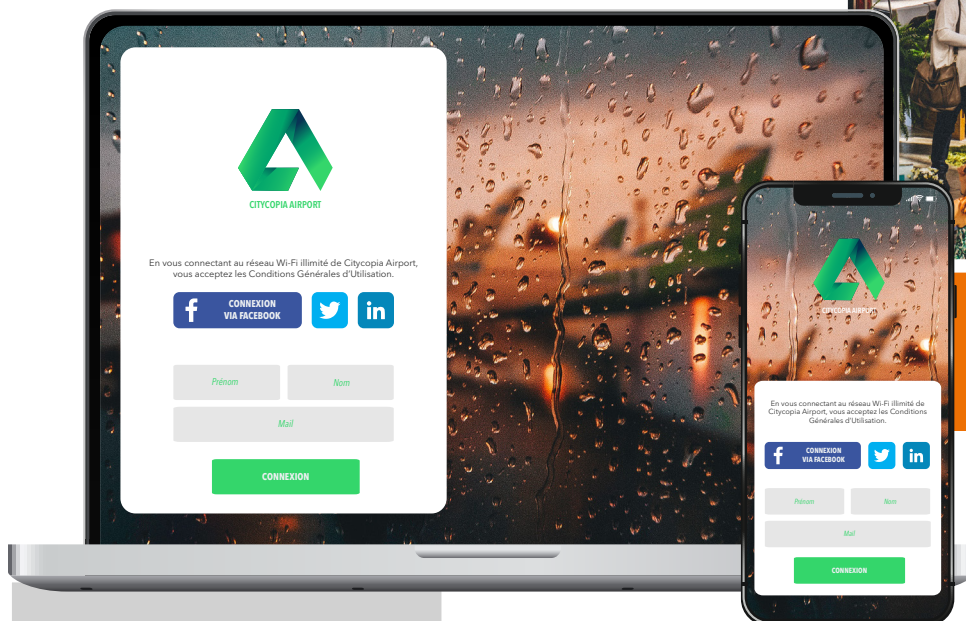 CITYCOPIA AIRPORT
En vous connectant au réseau Wi-Fi illimité de Citycopia Airport,
vous acceptez les Conditions Générales d'Utilisation.
f
CONNEXION
VIA FACEBOOK
in
Prénom
Nom
Mail
CONNEXION
CITYCOPIA AIRPORT
En vous connectant au réseau Wi-Fi illimité de
Citycopia Airport, vous acceptez les Conditions
Générales d'Utilisation.
f
CONNEXION
VIA FACEBOOK
in
Prénom
Nom
Mail
CONNEXION